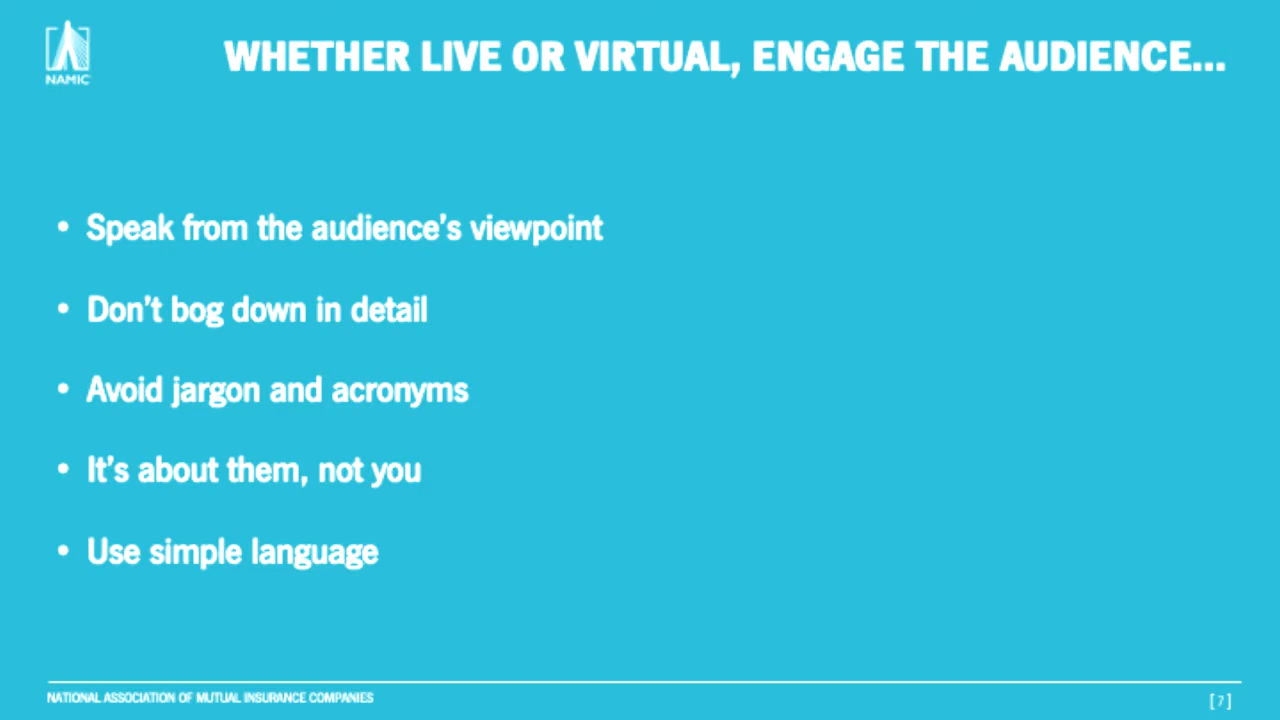 NAMIC
WHETHER LIVE OR VIRTUAL, ENGAGE THE AUDIENCE...
• Speak from the audience's viewpoint
• Don't bog down in detail
• Avoid jargon and acronyms
• It's about them, not you
• Use simple language
NATIONAL ASSOCIATION OF MUTUAL INSURANCE COMPANIES
[7]